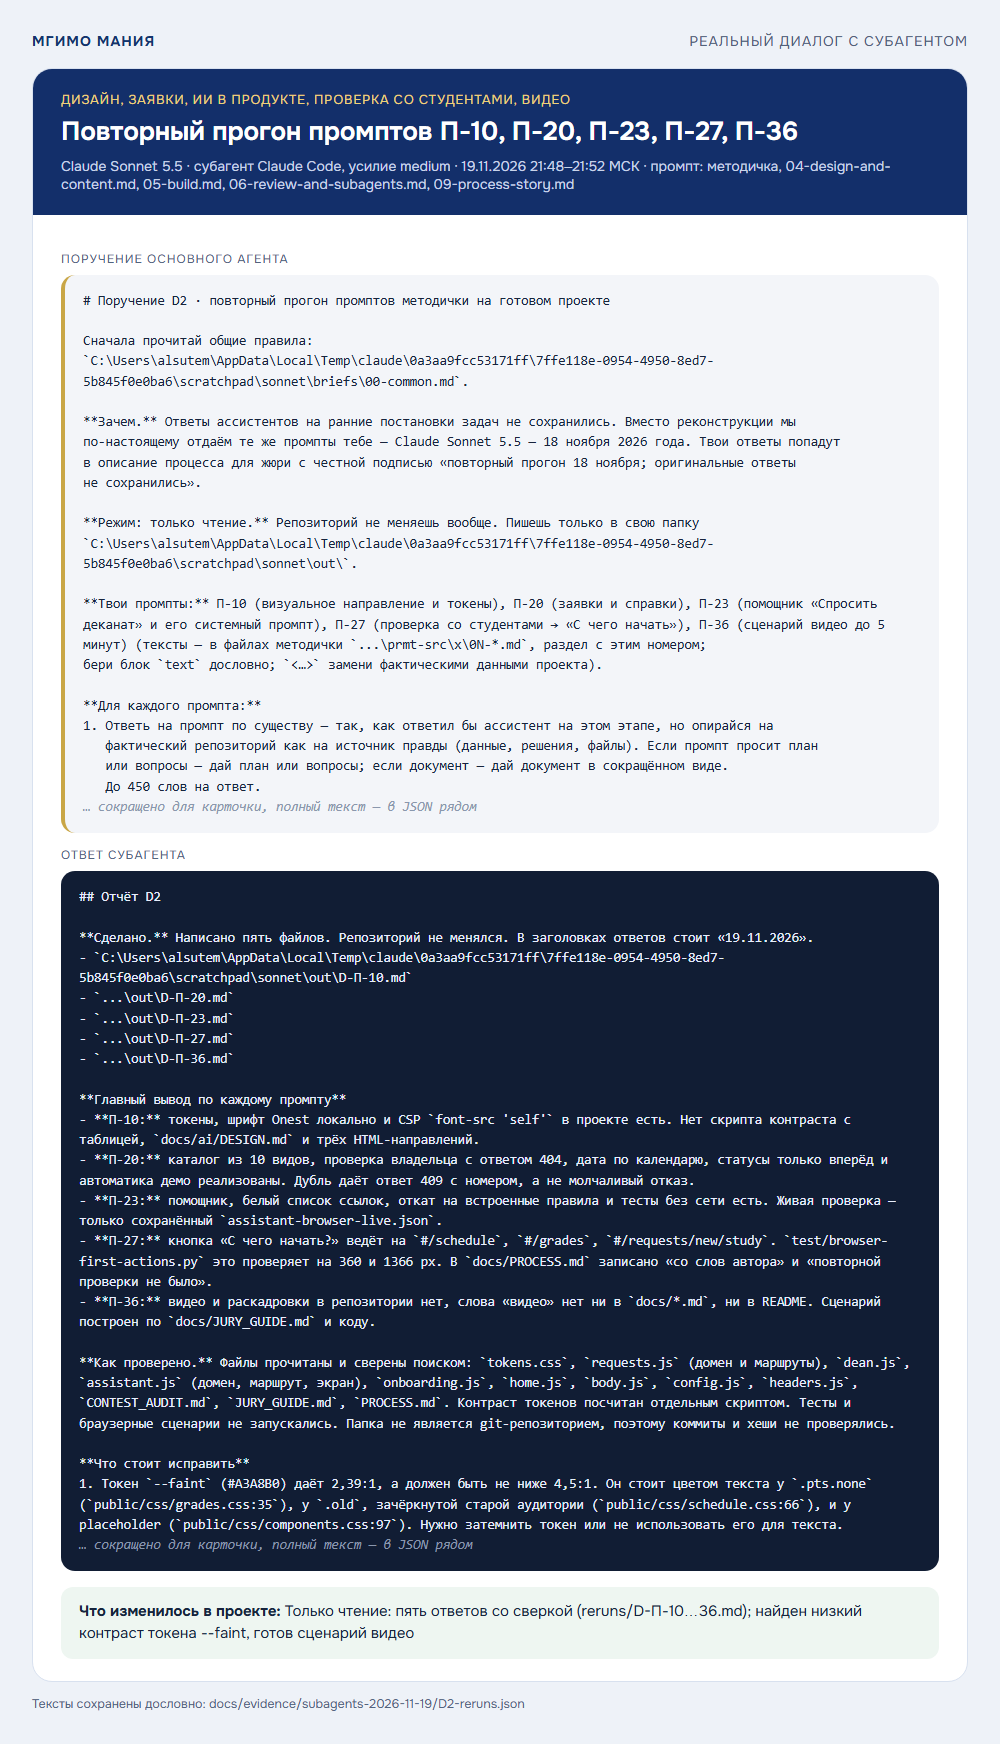 МГИМО МАНИЯ
РЕАЛЬНЫЙ ДИАЛОГ С СУБАГЕНТОМ
ДИЗАЙН, ЗАЯВКИ, ИИ В ПРОДУКТЕ, ПРОВЕРКА СО СТУДЕНТАМИ, ВИДЕО
Повторный прогон промптов П-10, П-20, П-23, П-27, П-36
Claude Sonnet 5.5 · субагент Claude Code, усилие medium · 19.11.2026 21:48–21:52 МСК · промпт: методичка, 04-design-and-
content.md, 05-build.md, 06-review-and-subagents.md, 09-process-story.md
ПОРУЧЕНИЕ ОСНОВНОГО АГЕНТА
# Поручение D2 · повторный прогон промптов методички на готовом проекте
Сначала прочитай общие правила:
`C:\Users\alsutem\AppData\Local\Temp\claude\0a3aa9fcc53171ff\7ffe118e-0954-4950-8ed7-
5b845f0e0ba6\scratchpad\sonnet\briefs\00-common.md`.
**Зачем.** Ответы ассистентов на ранние постановки задач не сохранились. Вместо реконструкции мы
по-настоящему отдаём те же промпты тебе — Claude Sonnet 5.5 — 18 ноября 2026 года. Твои ответы попадут
в описание процесса для жюри с честной подписью «повторный прогон 18 ноября; оригинальные ответы
не сохранились».
**Режим: только чтение.** Репозиторий не меняешь вообще. Пишешь только в свою папку
`C:\Users\alsutem\AppData\Local\Temp\claude\0a3aa9fcc53171ff\7ffe118e-0954-4950-8ed7-
5b845f0e0ba6\scratchpad\sonnet\out\`.
**Твои промпты:** П-10 (визуальное направление и токены), П-20 (заявки и справки), П-23 (помощник «Спросить
деканат» и его системный промпт), П-27 (проверка со студентами → «С чего начать»), П-36 (сценарий видео до 5
минут) (тексты — в файлах методички `...\prmt-src\x\0N-*.md`, раздел с этим номером;
бери блок `text` дословно; `<…>` замени фактическими данными проекта).
**Для каждого промпта:**
1. Ответь на промпт по существу — так, как ответил бы ассистент на этом этапе, но опирайся на
фактический репозиторий как на источник правды (данные, решения, файлы). Если промпт просит план
или вопросы — дай план или вопросы; если документ — дай документ в сокращённом виде.
До 450 слов на ответ.
… сокращено для карточки, полный текст — в JSON рядом
ОТВЕТ СУБАГЕНТА
## Отчёт D2
**Сделано.** Написано пять файлов. Репозиторий не менялся. В заголовках ответов стоит «19.11.2026».
- `C:\Users\alsutem\AppData\Local\Temp\claude\0a3aa9fcc53171ff\7ffe118e-0954-4950-8ed7-
5b845f0e0ba6\scratchpad\sonnet\out\D-П-10.md`
- `...\out\D-П-20.md`
- `...\out\D-П-23.md`
- `...\out\D-П-27.md`
- `...\out\D-П-36.md`
**Главный вывод по каждому промпту**
- **П-10:** токены, шрифт Onest локально и CSP `font-src 'self'` в проекте есть. Нет скрипта контраста с
таблицей, `docs/ai/DESIGN.md` и трёх HTML-направлений.
- **П-20:** каталог из 10 видов, проверка владельца с ответом 404, дата по календарю, статусы только вперёд и
автоматика демо реализованы. Дубль даёт ответ 409 с номером, а не молчаливый отказ.
- **П-23:** помощник, белый список ссылок, откат на встроенные правила и тесты без сети есть. Живая проверка —
только сохранённый `assistant-browser-live.json`.
- **П-27:** кнопка «С чего начать?» ведёт на `#/schedule`, `#/grades`, `#/requests/new/study`. `test/browser-
first-actions.py` это проверяет на 360 и 1366 px. В `docs/PROCESS.md` записано «со слов автора» и «повторной
проверки не было».
- **П-36:** видео и раскадровки в репозитории нет, слова «видео» нет ни в `docs/*.md`, ни в README. Сценарий
построен по `docs/JURY_GUIDE.md` и коду.
**Как проверено.** Файлы прочитаны и сверены поиском: `tokens.css`, `requests.js` (домен и маршруты), `dean.js`,
`assistant.js` (домен, маршрут, экран), `onboarding.js`, `home.js`, `body.js`, `config.js`, `headers.js`,
`CONTEST_AUDIT.md`, `JURY_GUIDE.md`, `PROCESS.md`. Контраст токенов посчитан отдельным скриптом. Тесты и
браузерные сценарии не запускались. Папка не является git-репозиторием, поэтому коммиты и хеши не проверялись.
**Что стоит исправить**
1. Токен `--faint` (#A3A8B0) даёт 2,39:1, а должен быть не ниже 4,5:1. Он стоит цветом текста у `.pts.none`
(`public/css/grades.css:35`), у `.old`, зачёркнутой старой аудитории (`public/css/schedule.css:66`), и у
placeholder (`public/css/components.css:97`). Нужно затемнить токен или не использовать его для текста.
… сокращено для карточки, полный текст — в JSON рядом
Что изменилось в проекте: Только чтение: пять ответов со сверкой (reruns/D-П-10…36.md); найден низкий
контраст токена --faint, готов сценарий видео
Тексты сохранены дословно: docs/evidence/subagents-2026-11-19/D2-reruns.json